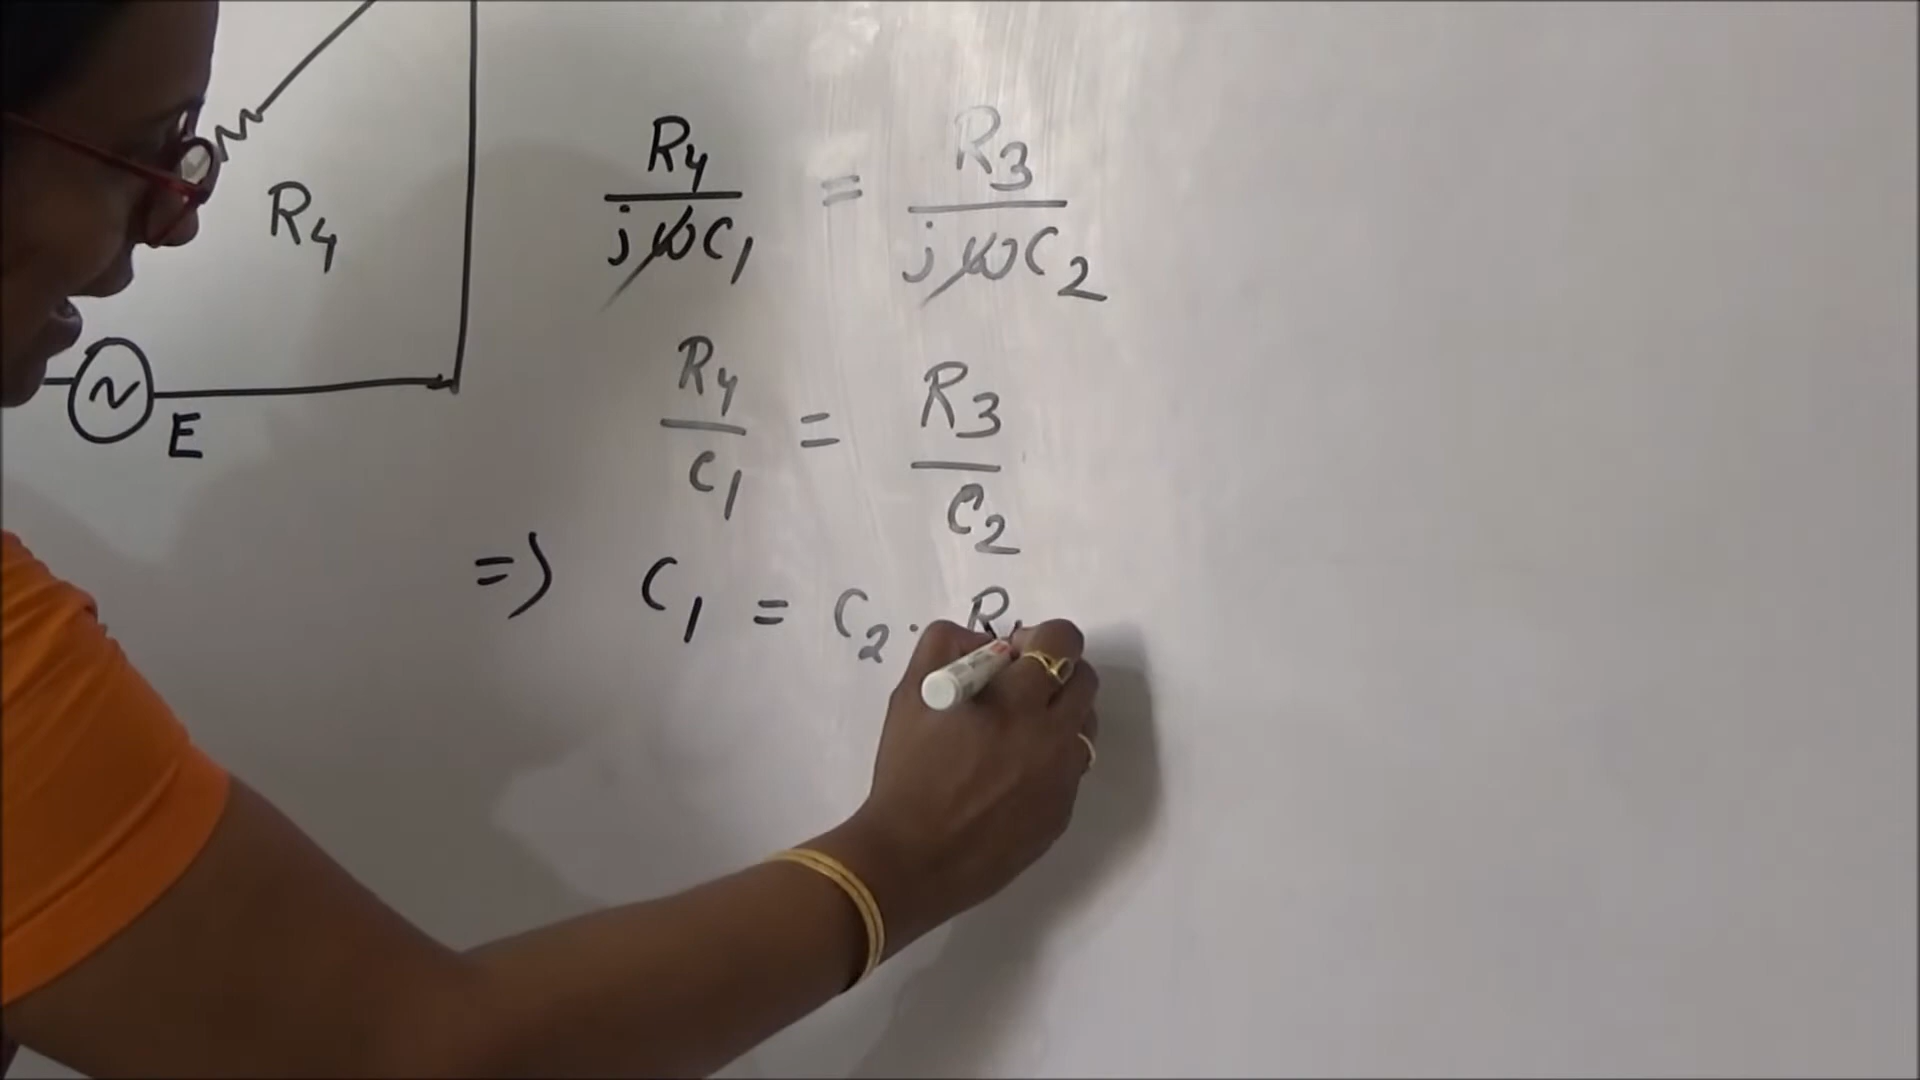 R4
E
R4 / jωC1 = R3 / jωC2
R4 / C1 = R3 / C2
=> C1 = C2 . R